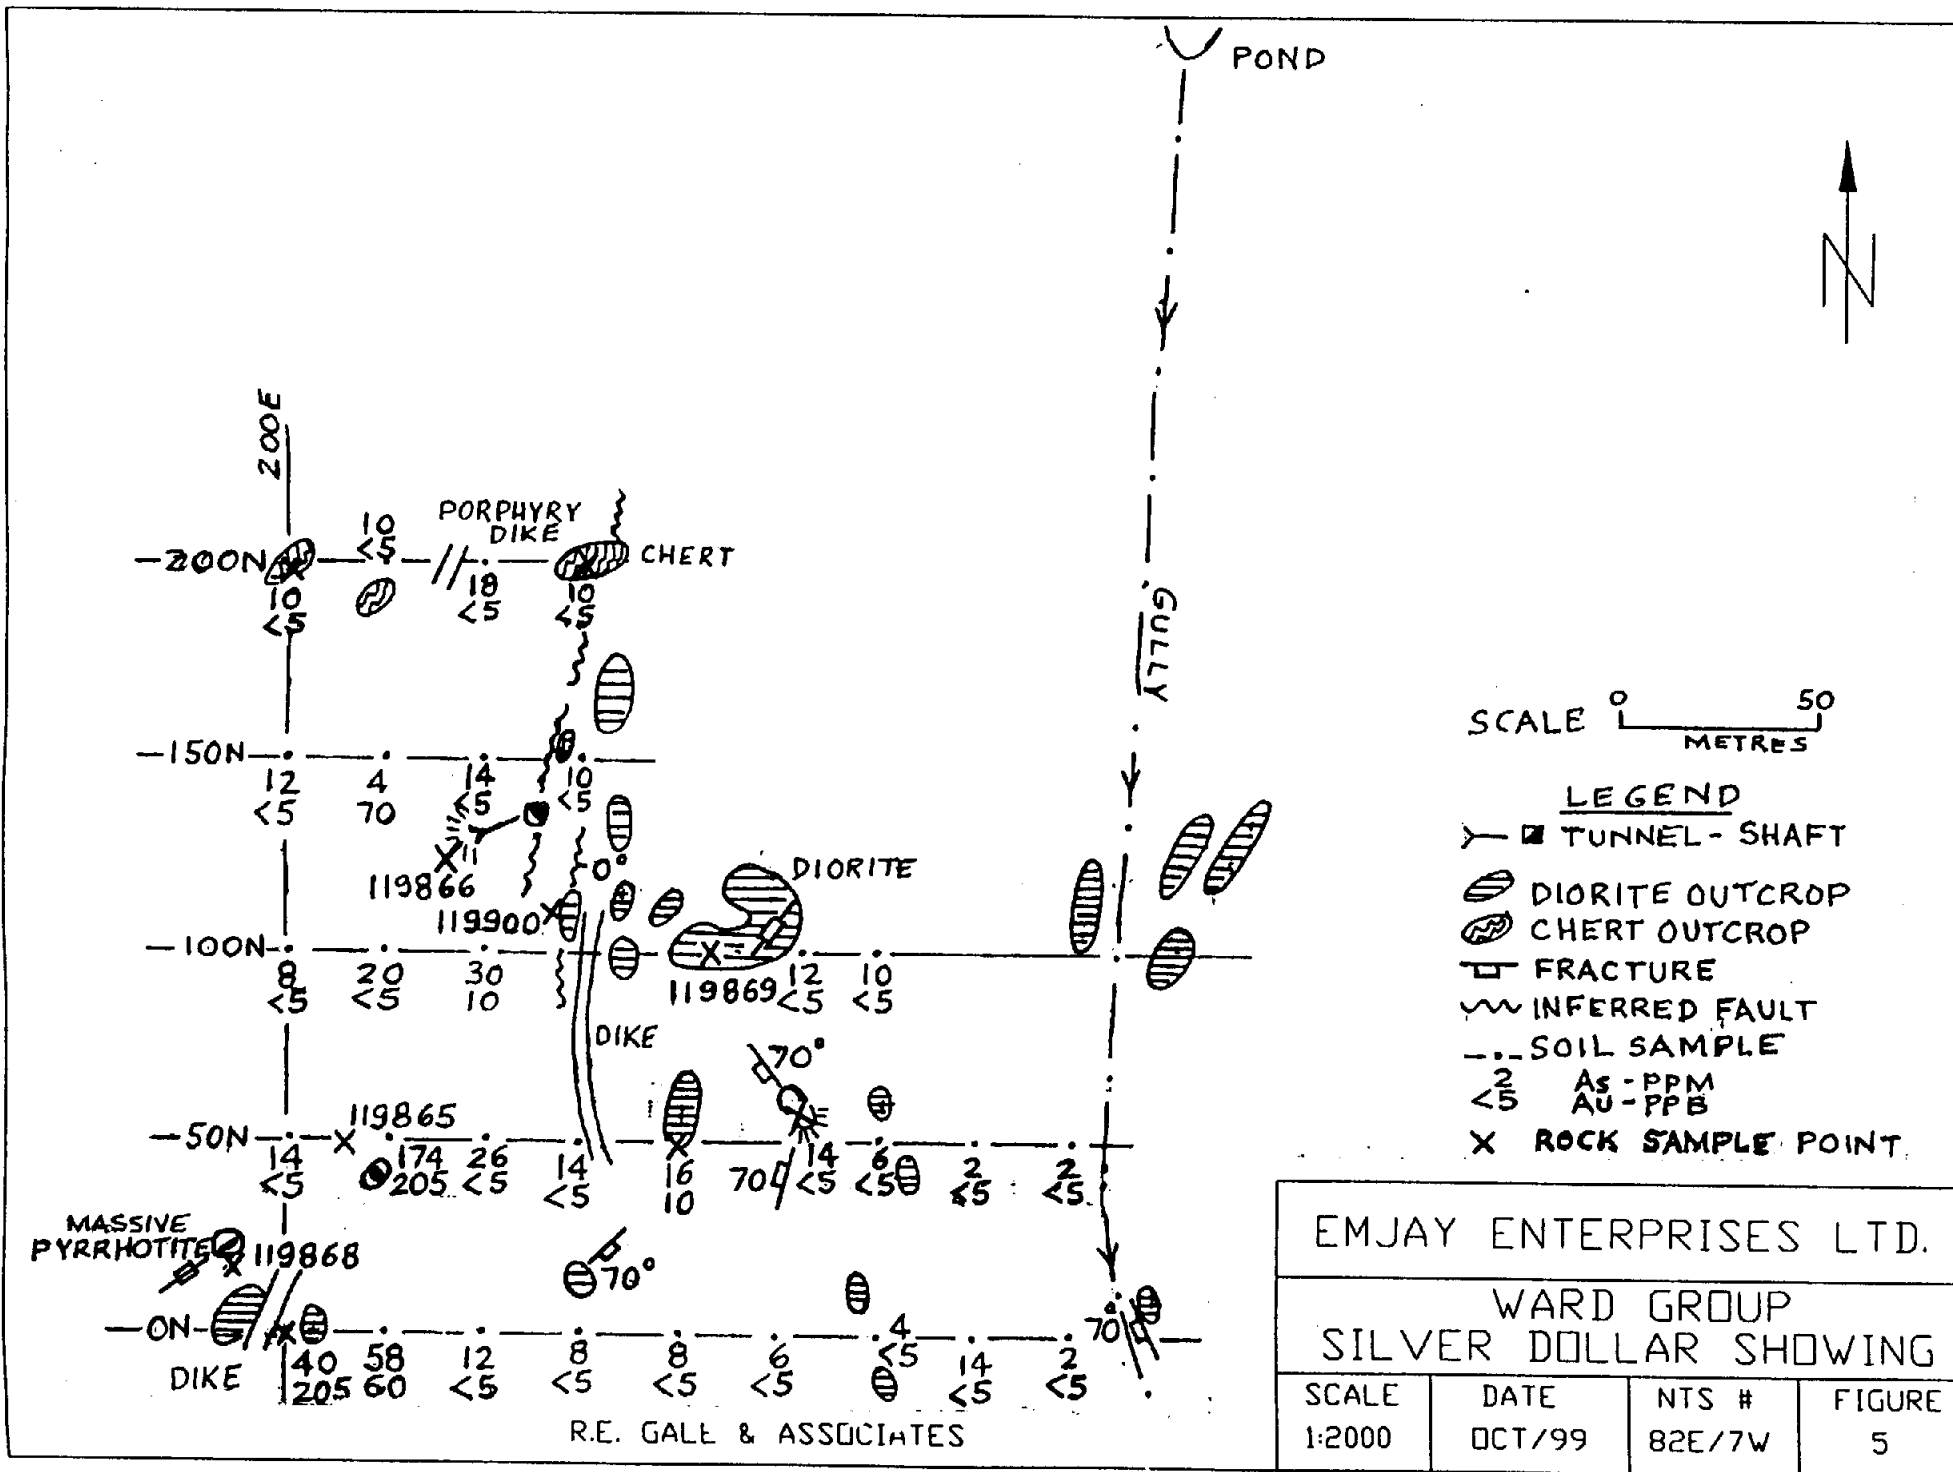 POND
N
200E
PORPHYRY
DIKE
10
<5
200N
CHERT
10
<5
18
<5
10
<5
GULLY
150N
12
<5
4
70
14
<5
10
<5
119866
0°
DIORITE
119900
100N
8
<5
20
<5
30
10
119869
12
<5
10
<5
DIKE
70°
119865
50N
14
<5
174
205
26
<5
14
<5
16
10
70
14
<5
6
<5
2
<5
2
<5
MASSIVE
PYRRHOTITE
119868
70°
0N
DIKE
40
205
58
60
12
<5
8
<5
8
<5
6
<5
4
<5
14
<5
2
<5
70°
SCALE 0 50
METRES
LEGEND
TUNNEL - SHAFT
DIORITE OUTCROP
CHERT OUTCROP
FRACTURE
INFERRED FAULT
SOIL SAMPLE
2 As - PPM
<5 AU - PPB
X ROCK SAMPLE POINT
EMJAY ENTERPRISES LTD.
WARD GROUP
SILVER DOLLAR SHOWING
SCALE DATE NTS # FIGURE
1:2000 OCT/99 82E/7W 5
R.E. GALE & ASSOCIATES